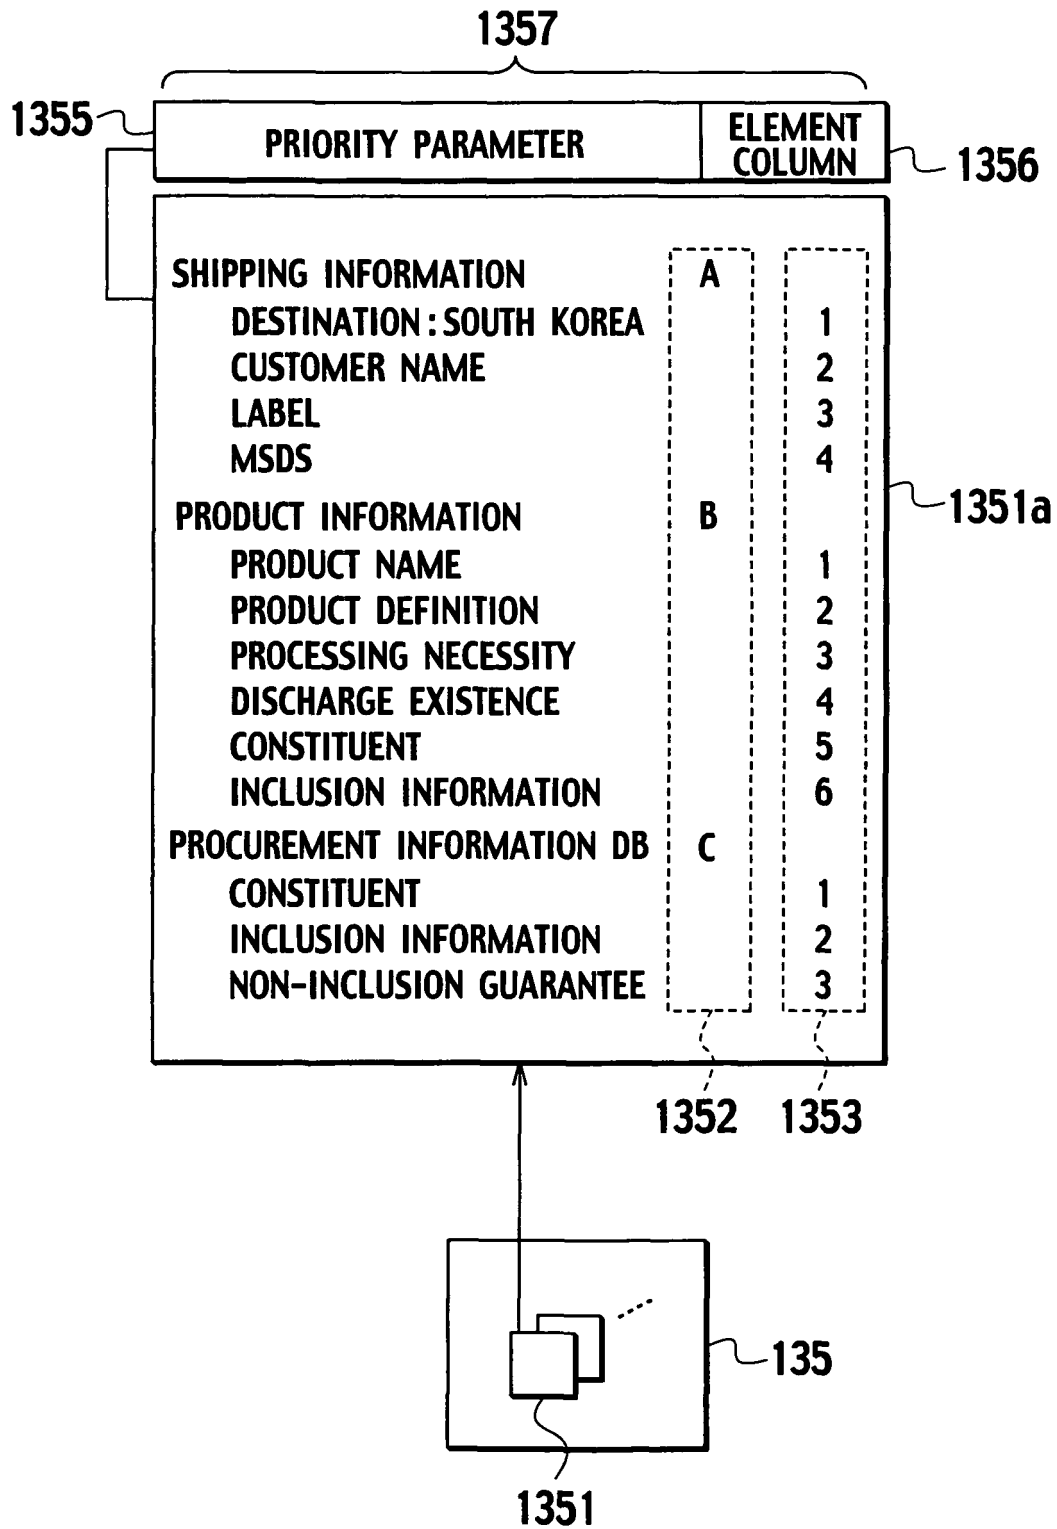 1357
1355
PRIORITY PARAMETER
ELEMENT
COLUMN
1356
SHIPPING INFORMATION A
DESTINATION : SOUTH KOREA 1
CUSTOMER NAME 2
LABEL 3
MSDS 4
1351a
PRODUCT INFORMATION B
PRODUCT NAME 1
PRODUCT DEFINITION 2
PROCESSING NECESSITY 3
DISCHARGE EXISTENCE 4
CONSTITUENT 5
INCLUSION INFORMATION 6
PROCUREMENT INFORMATION DB C
CONSTITUENT 1
INCLUSION INFORMATION 2
NON-INCLUSION GUARANTEE 3
1352 1353
135
1351